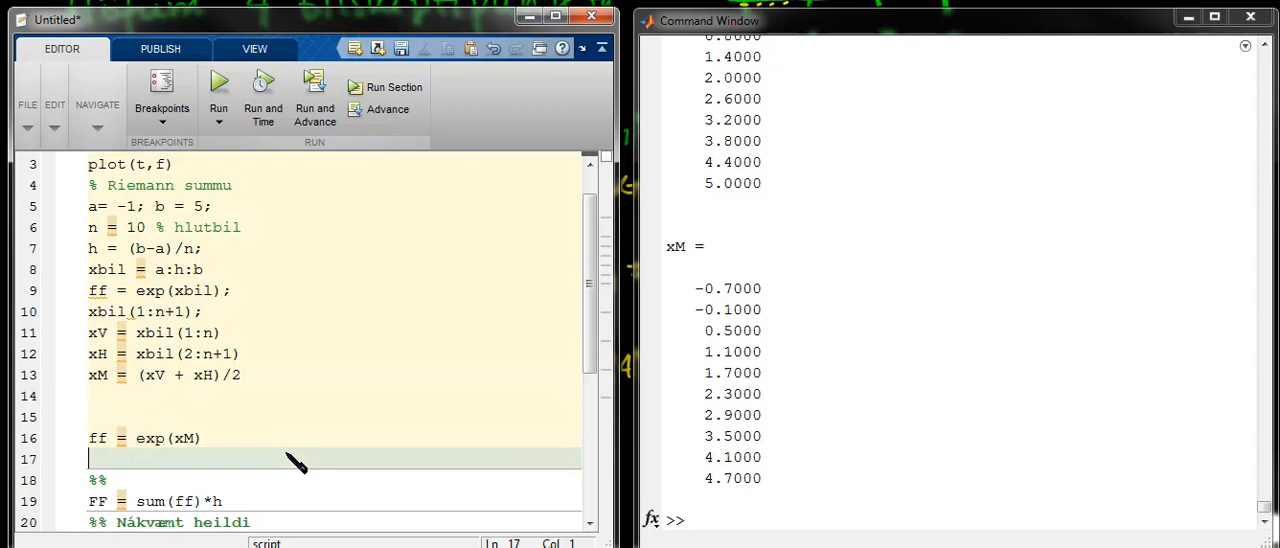 Untitled*
EDITOR PUBLISH VIEW
FILE EDIT NAVIGATE Breakpoints Run Run and Time Run and Advance Run Section
Advance
BREAKPOINTS RUN
3 plot(t,f)
4 % Riemann summu
5 a= -1; b = 5;
6 n = 10 % hlutbil
7 h = (b-a)/n;
8 xbil = a:h:b
9 ff = exp(xbil);
10 xbil(1:n+1);
11 xV = xbil(1:n)
12 xH = xbil(2:n+1)
13 xM = (xV + xH)/2
14
15
16 ff = exp(xM)
17
18 %%
19 FF = sum(ff)*h
20 %% Nákvæmt heildi
script Ln 17 Col 1
Command Window
1.4000
2.0000
2.6000
3.2000
3.8000
4.4000
5.0000
xM =
-0.7000
-0.1000
0.5000
1.1000
1.7000
2.3000
2.9000
3.5000
4.1000
4.7000
fx >>